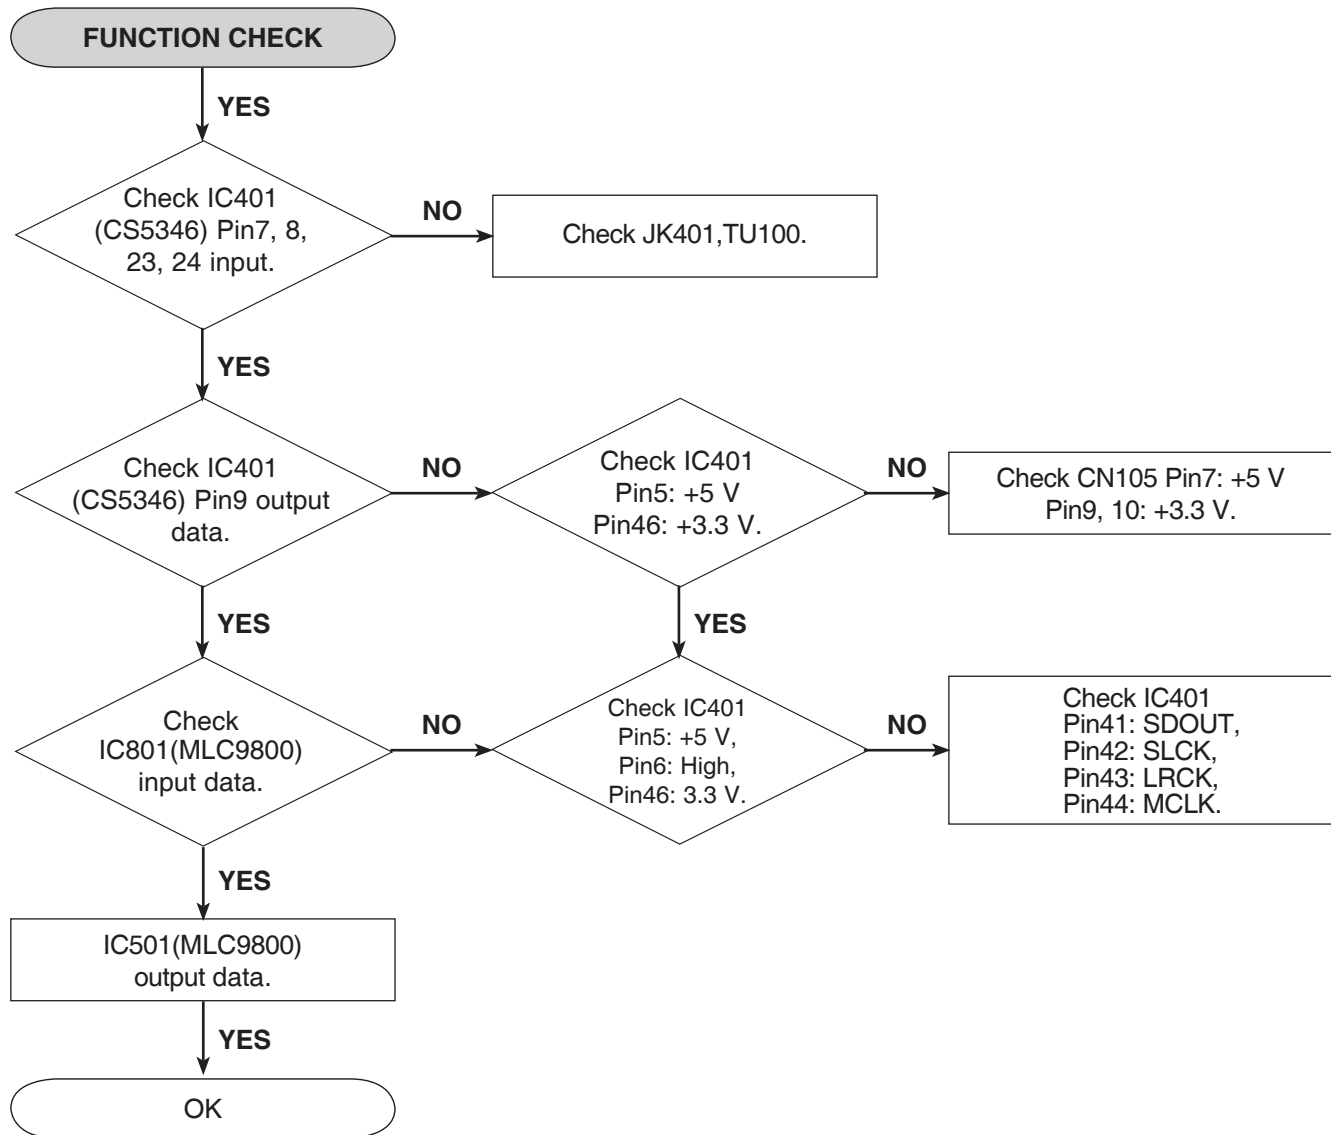 FUNCTION CHECK
YES
Check IC401
(CS5346) Pin7, 8,
23, 24 input.
NO
Check JK401,TU100.
YES
Check IC401
(CS5346) Pin9 output
data.
NO
Check IC401
Pin5: +5 V
Pin46: +3.3 V.
NO
Check CN105 Pin7: +5 V
Pin9, 10: +3.3 V.
YES
YES
Check
IC801(MLC9800)
input data.
NO
Check IC401
Pin5: +5 V,
Pin6: High,
Pin46: 3.3 V.
NO
Check IC401
Pin41: SDOUT,
Pin42: SLCK,
Pin43: LRCK,
Pin44: MCLK.
YES
IC501(MLC9800)
output data.
YES
OK